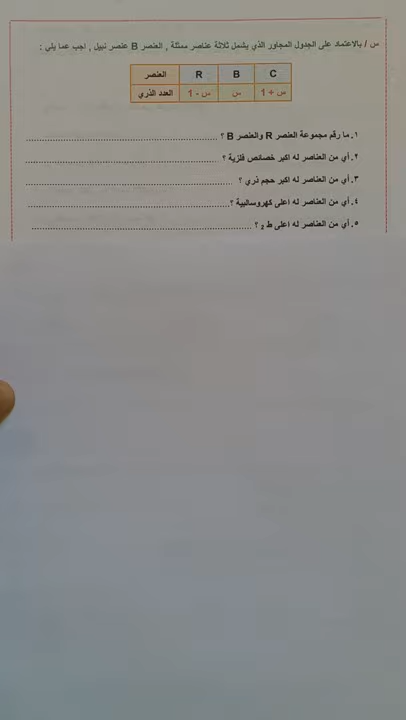 س / بالاعتماد على الجدول المجاور الذي يشمل ثلاثة عناصر ممثلة , العنصر B عنصر نبيل , اجب عما يلي :
العنصر R B C
العدد الذري س - 1 س س + 1
١. ما رقم مجموعة العنصر R والعنصر B ؟ ........................................
٢. أي من العناصر له اكبر خصائص فلزية ؟ ........................................
٣. أي من العناصر له اكبر حجم ذري ؟ ........................................
٤. أي من العناصر له اعلى كهروسالبية ؟ ........................................
٥. أي من العناصر له اعلى ط و ؟ ........................................